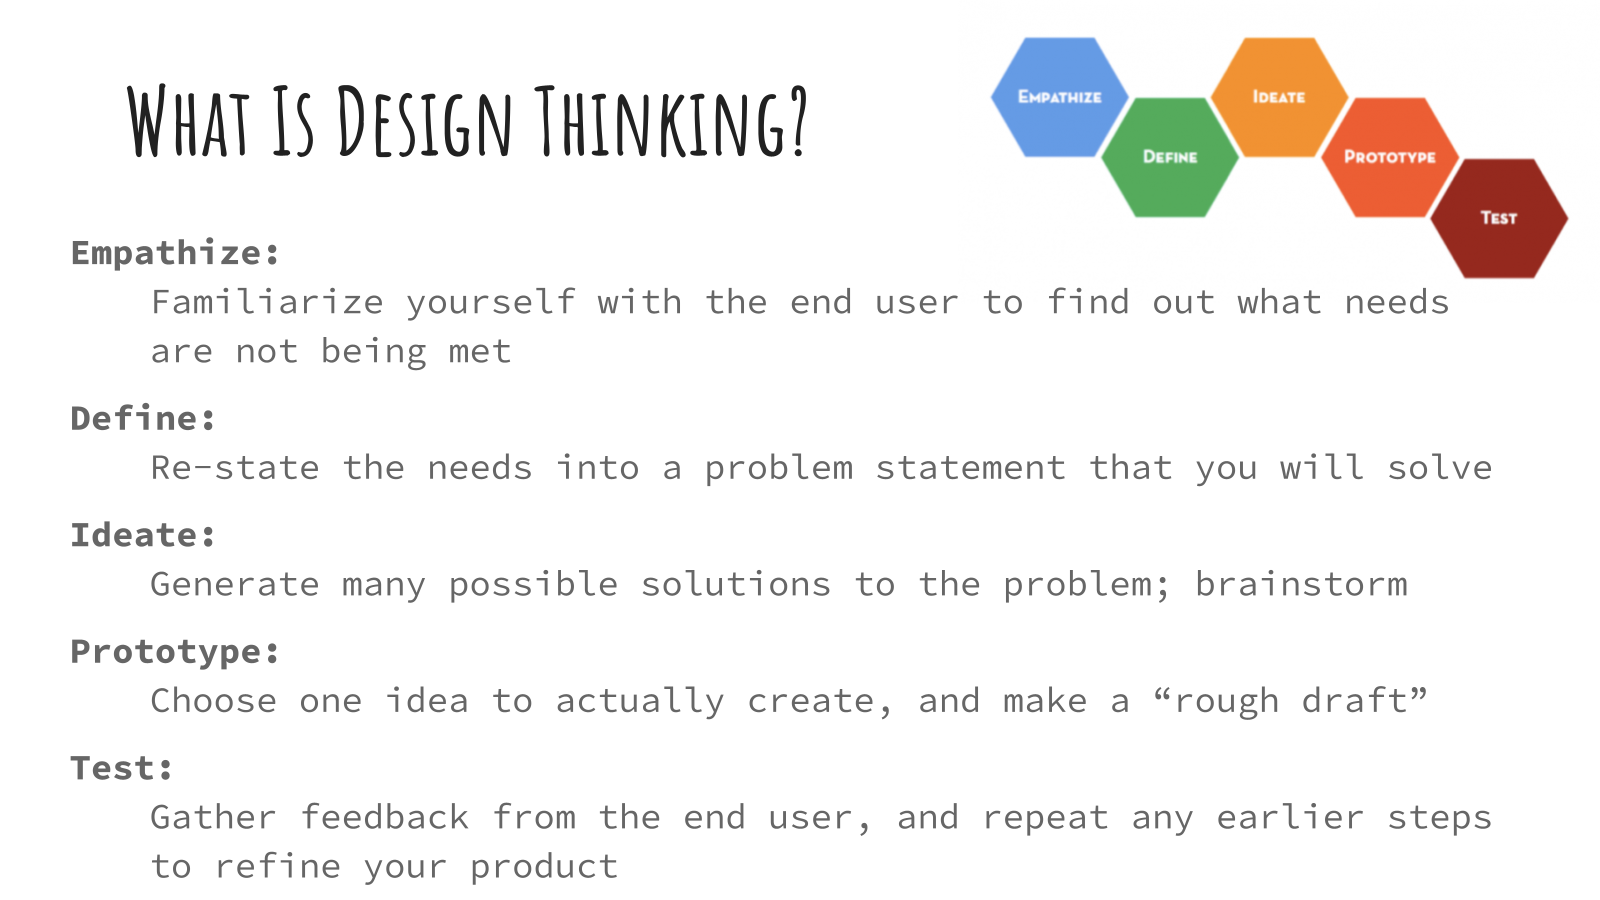 What Is Design Thinking?
Empathize
Define
Ideate
Prototype
Test
Empathize:
Familiarize yourself with the end user to find out what needs
are not being met
Define:
Re-state the needs into a problem statement that you will solve
Ideate:
Generate many possible solutions to the problem; brainstorm
Prototype:
Choose one idea to actually create, and make a “rough draft”
Test:
Gather feedback from the end user, and repeat any earlier steps
to refine your product